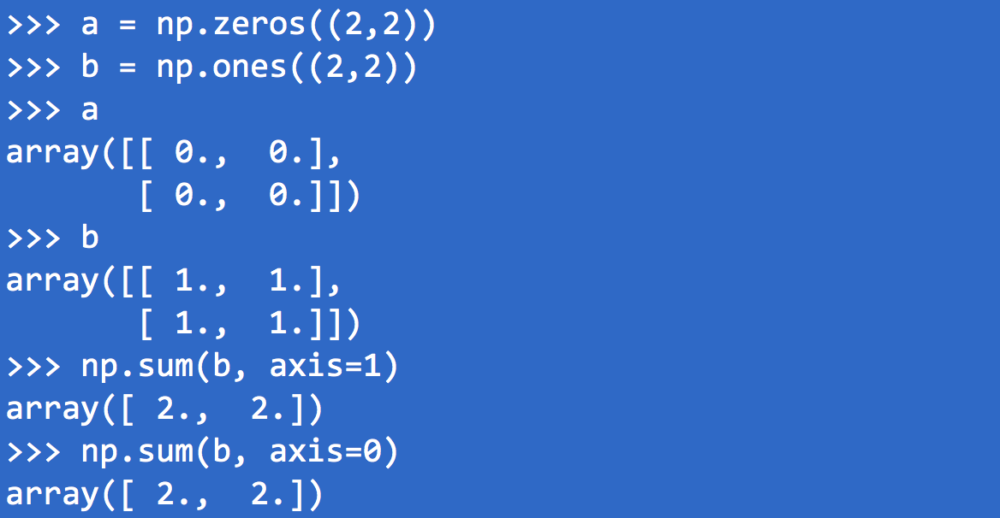 >>> a = np.zeros((2,2))
>>> b = np.ones((2,2))
>>> a
array([[ 0.,  0.],
       [ 0.,  0.]])
>>> b
array([[ 1.,  1.],
       [ 1.,  1.]])
>>> np.sum(b, axis=1)
array([ 2.,  2.])
>>> np.sum(b, axis=0)
array([ 2.,  2.])